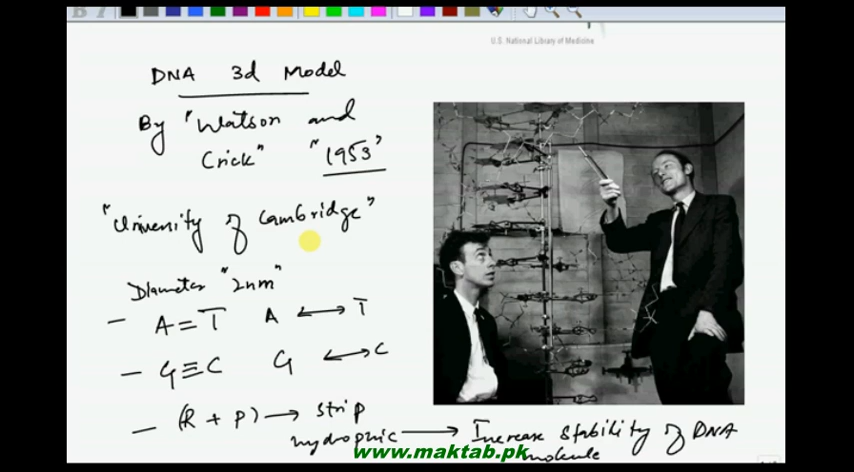 U.S. National Library of Medicine
DNA 3d Model
By "Watson and
Crick" "1953"
"University of Cambridge"
Diameter "2nm"
– A=T A ⟷ T
– G≡C G ⟷ C
– (R + P) → strip
hydrophic → Increase stability of DNA
molecule
www.maktab.pk